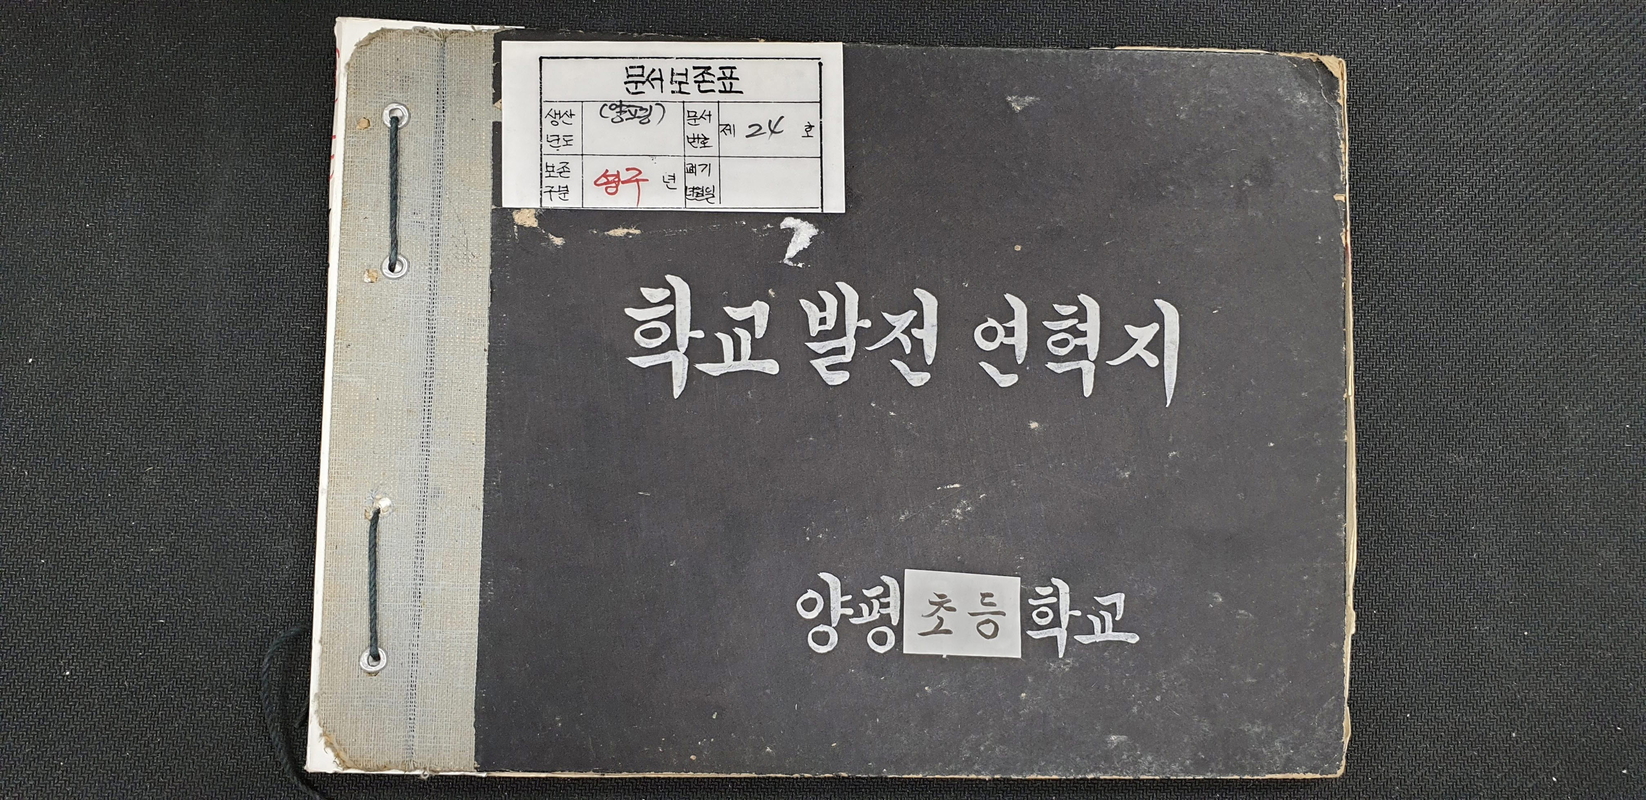 문서보존표
생산년도 (양평) 문서번호 제 24 호
보존구분 영구 년 폐기년월일
학교 발전 연혁지
양평초등학교